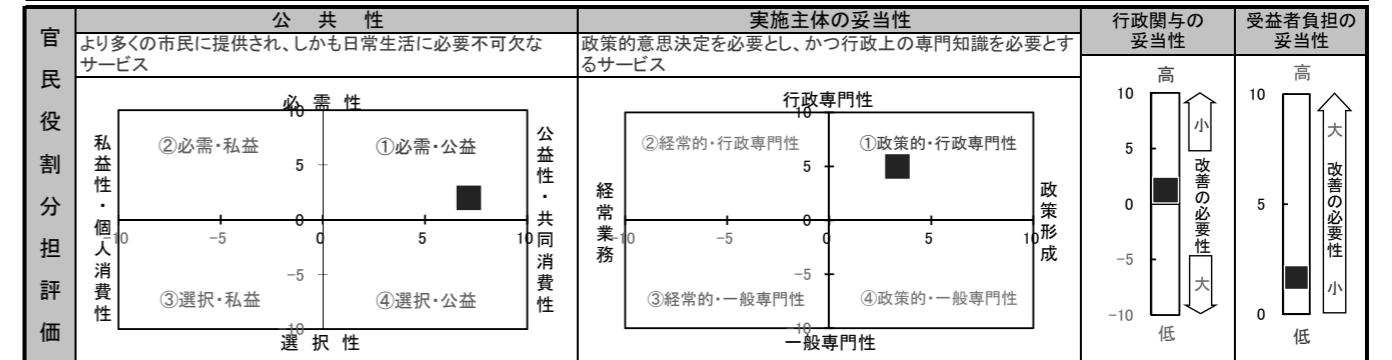 官民役割分担評価
公共性
より多くの市民に提供され、しかも日常生活に必要不可欠な
サービス
必需性
私益性・個人消費性
公益性・共同消費性
②必需・私益
①必需・公益
③選択・私益
④選択・公益
10
5
0
-10
-5
0
5
10
-5
-10
選択性
実施主体の妥当性
政策的意思決定を必要とし、かつ行政上の専門知識を必要とす
るサービス
行政専門性
経常業務
政策形成
②経常的・行政専門性
①政策的・行政専門性
③経常的・一般専門性
④政策的・一般専門性
10
5
0
-10
-5
0
5
10
-5
-10
一般専門性
行政関与の
妥当性
高
10
5
0
-5
-10
低
小
改善の必要性
大
受益者負担の
妥当性
高
10
5
0
低
大
改善の必要性
小